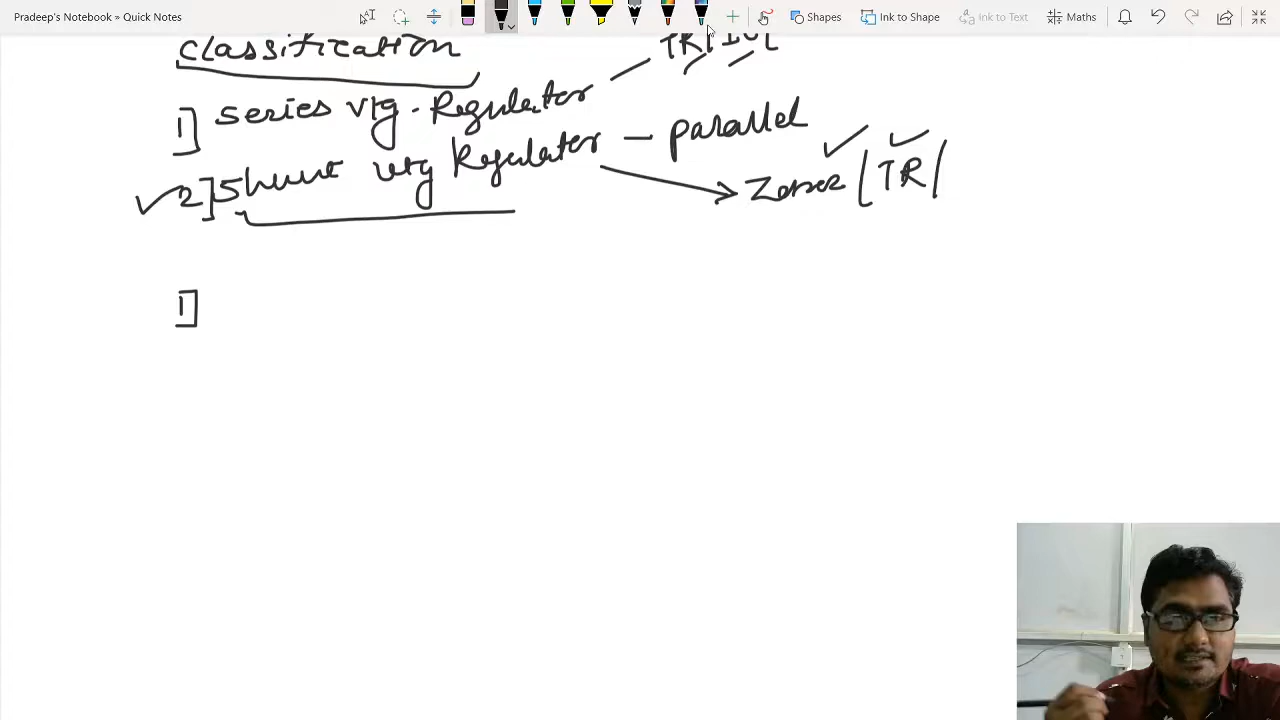 Pradeep's Notebook » Quick Notes
Shapes
Ink to Shape
Ink to Text
Maths
classification
1] series vtg. Regulator —
2] Shunt vtg Regulator — parallel
→ Zener / TR /
1]